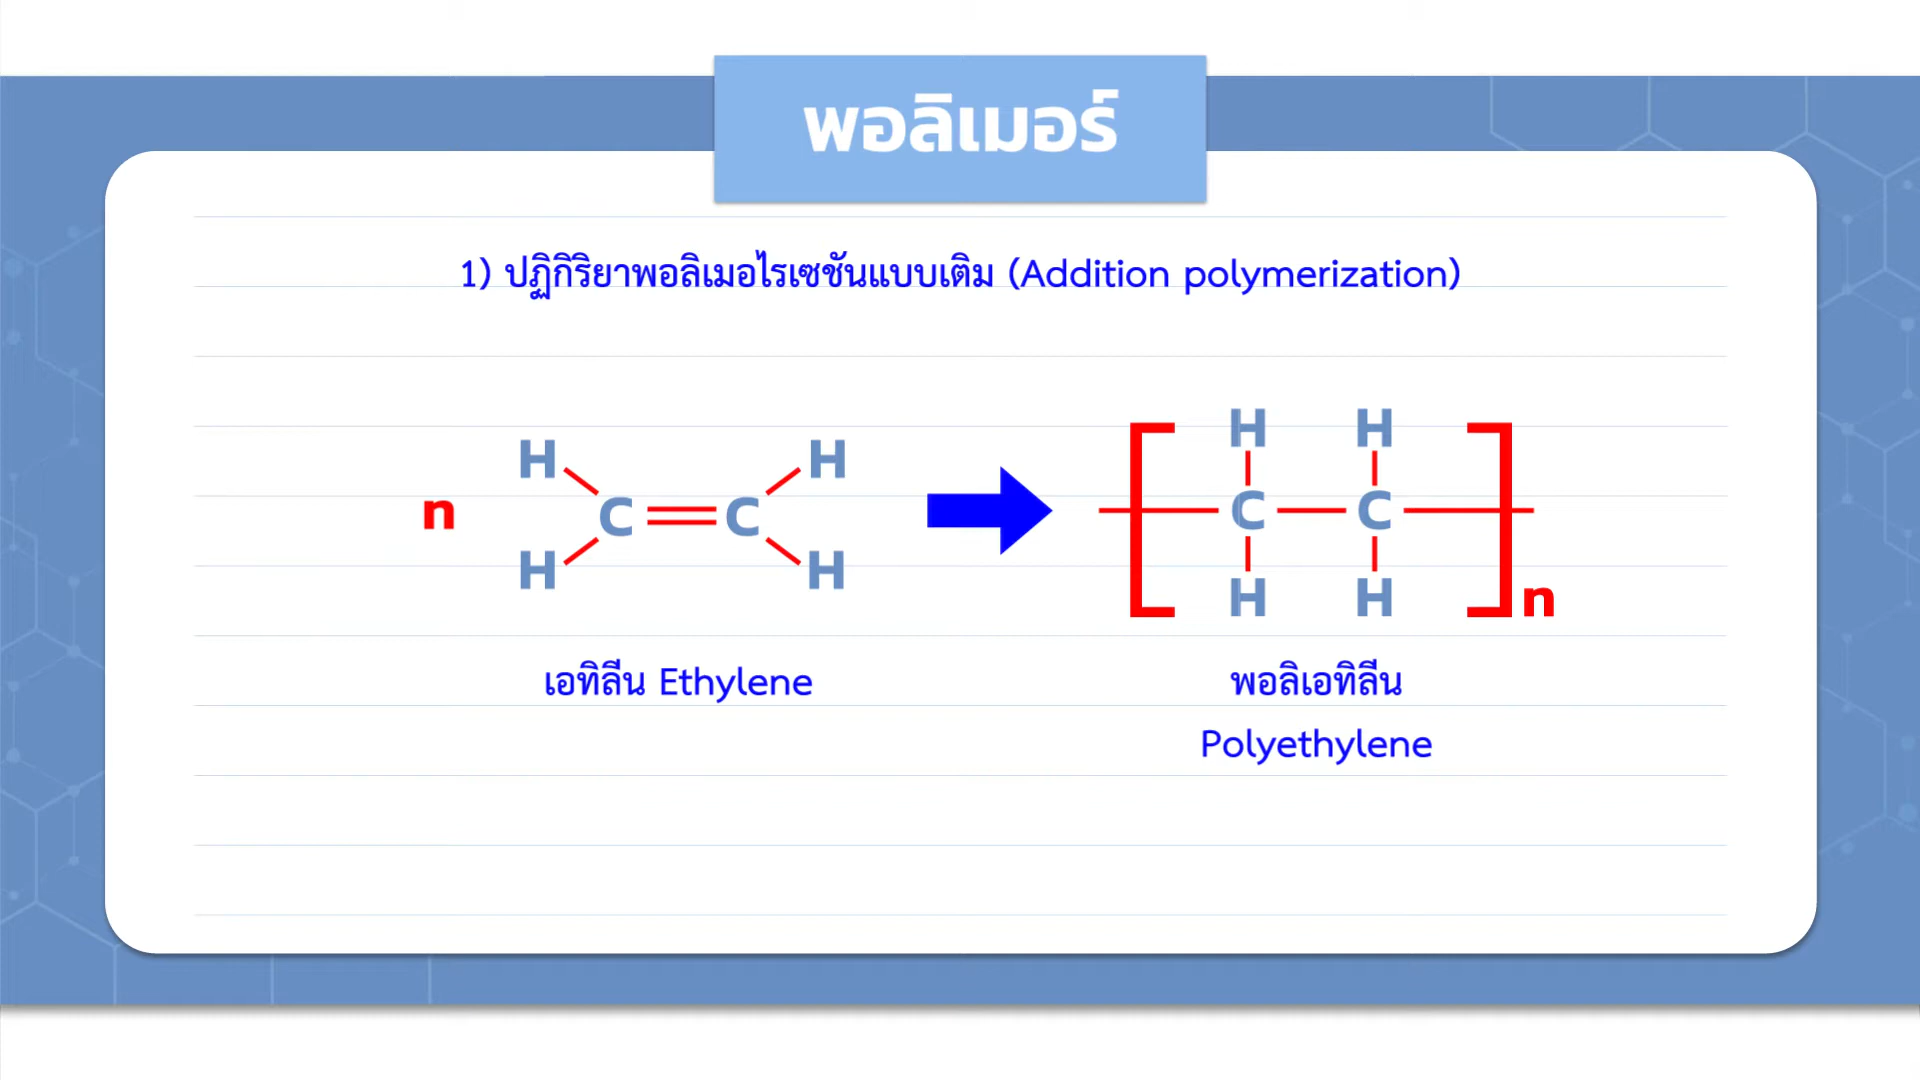 พอลิเมอร์
1) ปฏิกิริยาพอลิเมอไรเซชันแบบเติม (Addition polymerization)
H H H H
n C C C C
H H H H n
เอทิลีน Ethylene พอลิเอทิลีน
Polyethylene